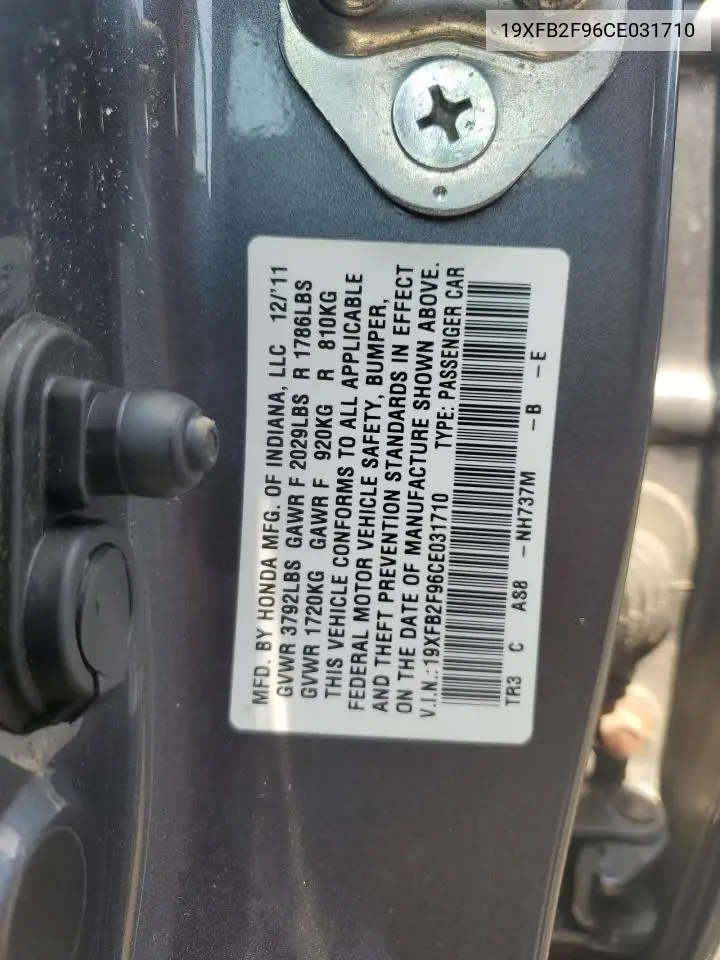 19XFB2F96CE031710
MFD. BY HONDA MFG. OF INDIANA, LLC 12/'11
GVWR 3792LBS GAWR F 2029LBS R 1786LBS
GVWR 1720KG GAWR F 920KG R 810KG
THIS VEHICLE CONFORMS TO ALL APPLICABLE
FEDERAL MOTOR VEHICLE SAFETY, BUMPER,
AND THEFT PREVENTION STANDARDS IN EFFECT
ON THE DATE OF MANUFACTURE SHOWN ABOVE.
V.I.N.:19XFB2F96CE031710 TYPE: PASSENGER CAR
TR3 C AS8 -NH737M -B -E